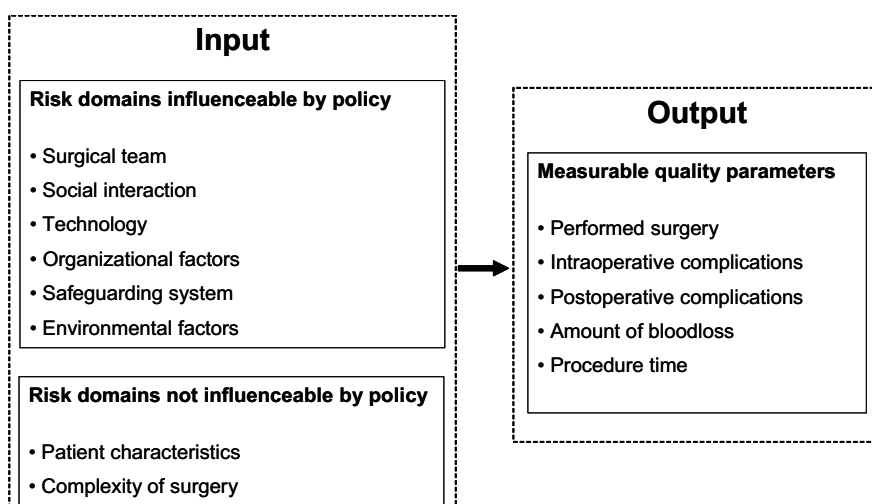 Input
Risk domains influenceable by policy
• Surgical team
• Social interaction
• Technology
• Organizational factors
• Safeguarding system
• Environmental factors
Risk domains not influenceable by policy
• Patient characteristics
• Complexity of surgery
Output
Measurable quality parameters
• Performed surgery
• Intraoperative complications
• Postoperative complications
• Amount of bloodloss
• Procedure time